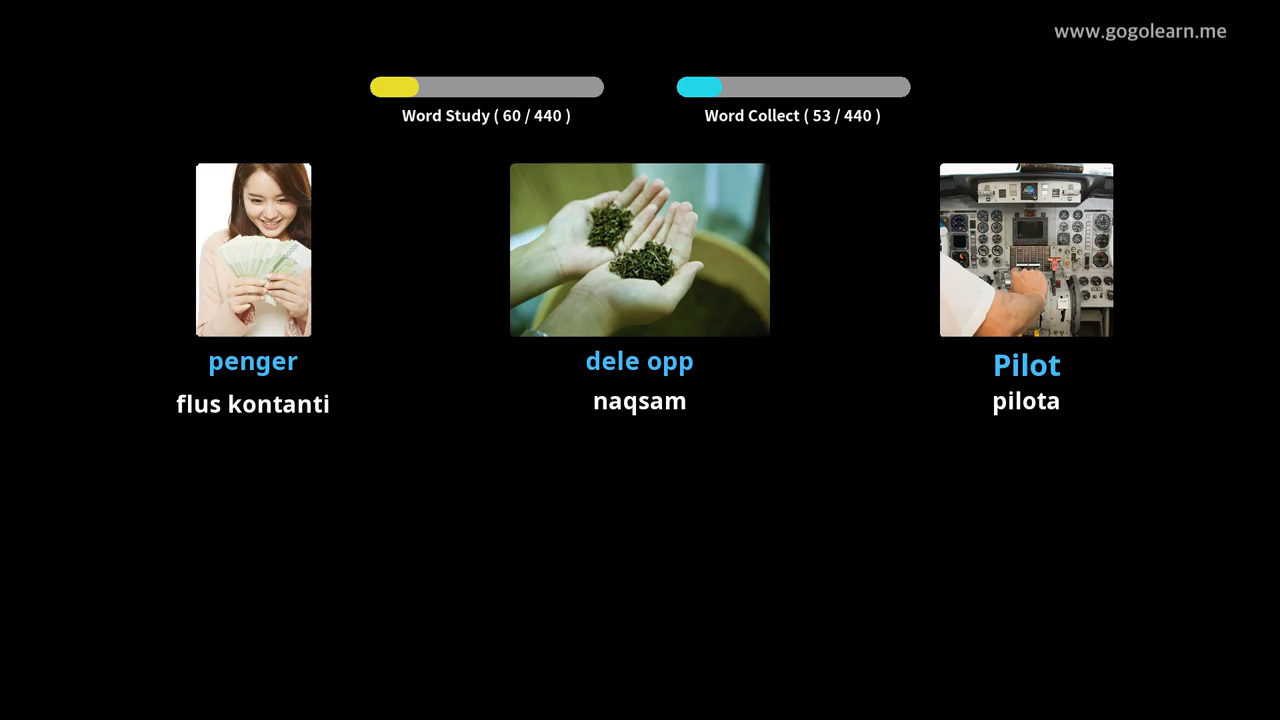 www.gogolearn.me
Word Study ( 60 / 440 )
Word Collect ( 53 / 440 )
penger
flus kontanti
dele opp
naqsam
Pilot
pilota